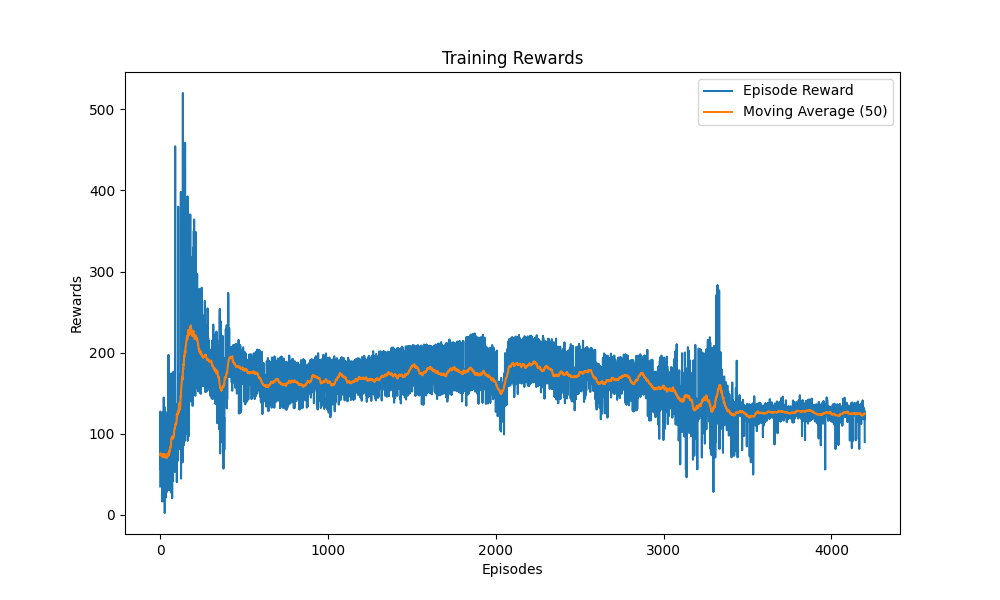 Training Rewards
Episode Reward
Moving Average (50)
500
400
300
200
100
0
Rewards
0 1000 2000 3000 4000
Episodes